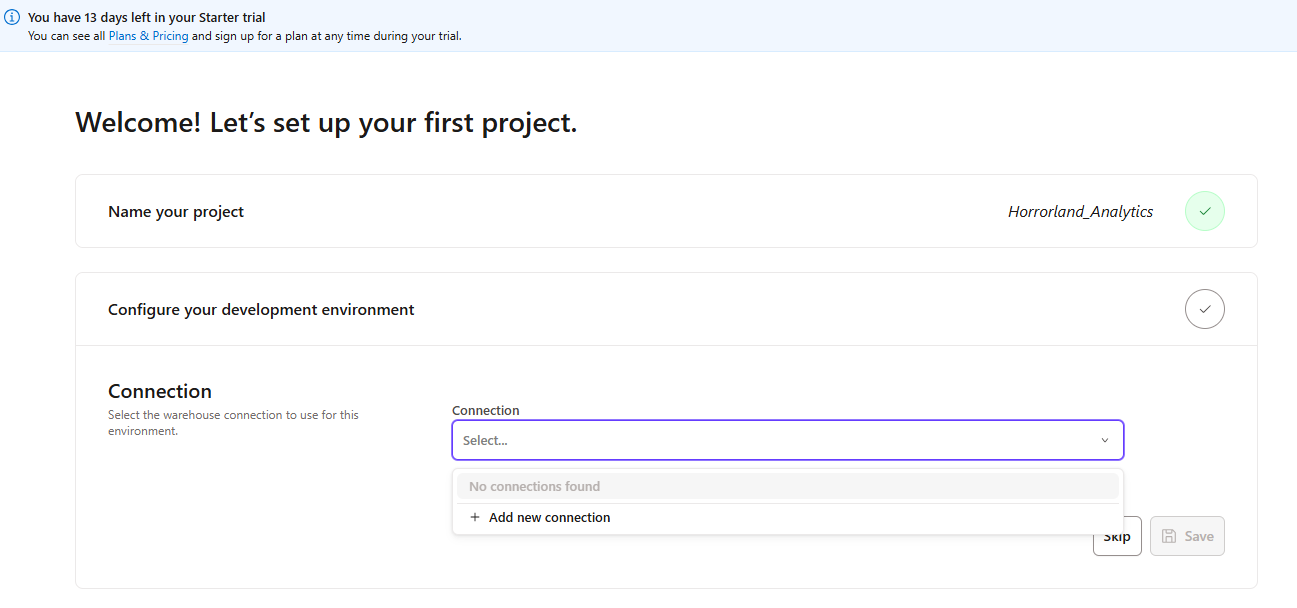 You have 13 days left in your Starter trial
You can see all Plans & Pricing and sign up for a plan at any time during your trial.
Welcome! Let’s set up your first project.
Name your project
Horrorland_Analytics
Configure your development environment
Connection
Select the warehouse connection to use for this
environment.
Connection
Select...
No connections found
+ Add new connection
Skip
Save